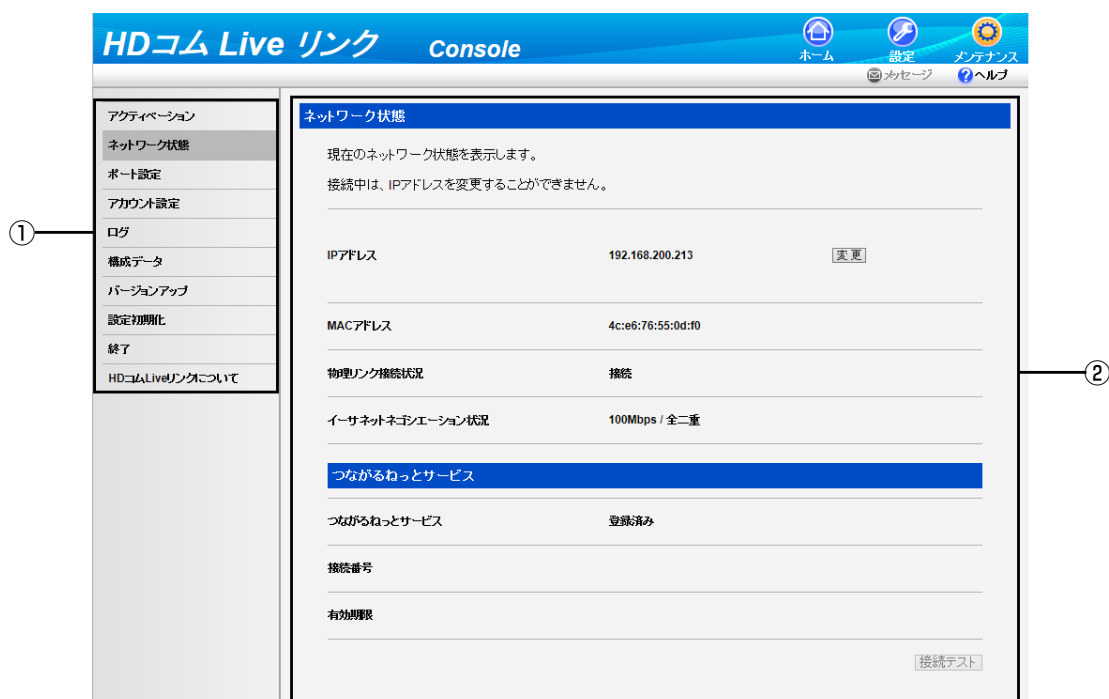 HDコム Live リンク Console
ホーム
設定
メンテナンス
メッセージ
ヘルプ
アクティベーション
ネットワーク状態
ポート設定
アカウント設定
ログ
構成データ
バージョンアップ
設定初期化
終了
HDコムLiveリンクについて
①
ネットワーク状態
現在のネットワーク状態を表示します。
接続中は、IPアドレスを変更することができません。
IPアドレス 192.168.200.213 変更
MACアドレス 4c:e6:76:55:0d:f0
物理リンク接続状況 接続
イーサネットネゴシエーション状況 100Mbps / 全二重
つながるねっとサービス
つながるねっとサービス 登録済み
接続番号
有効期限
接続テスト
②